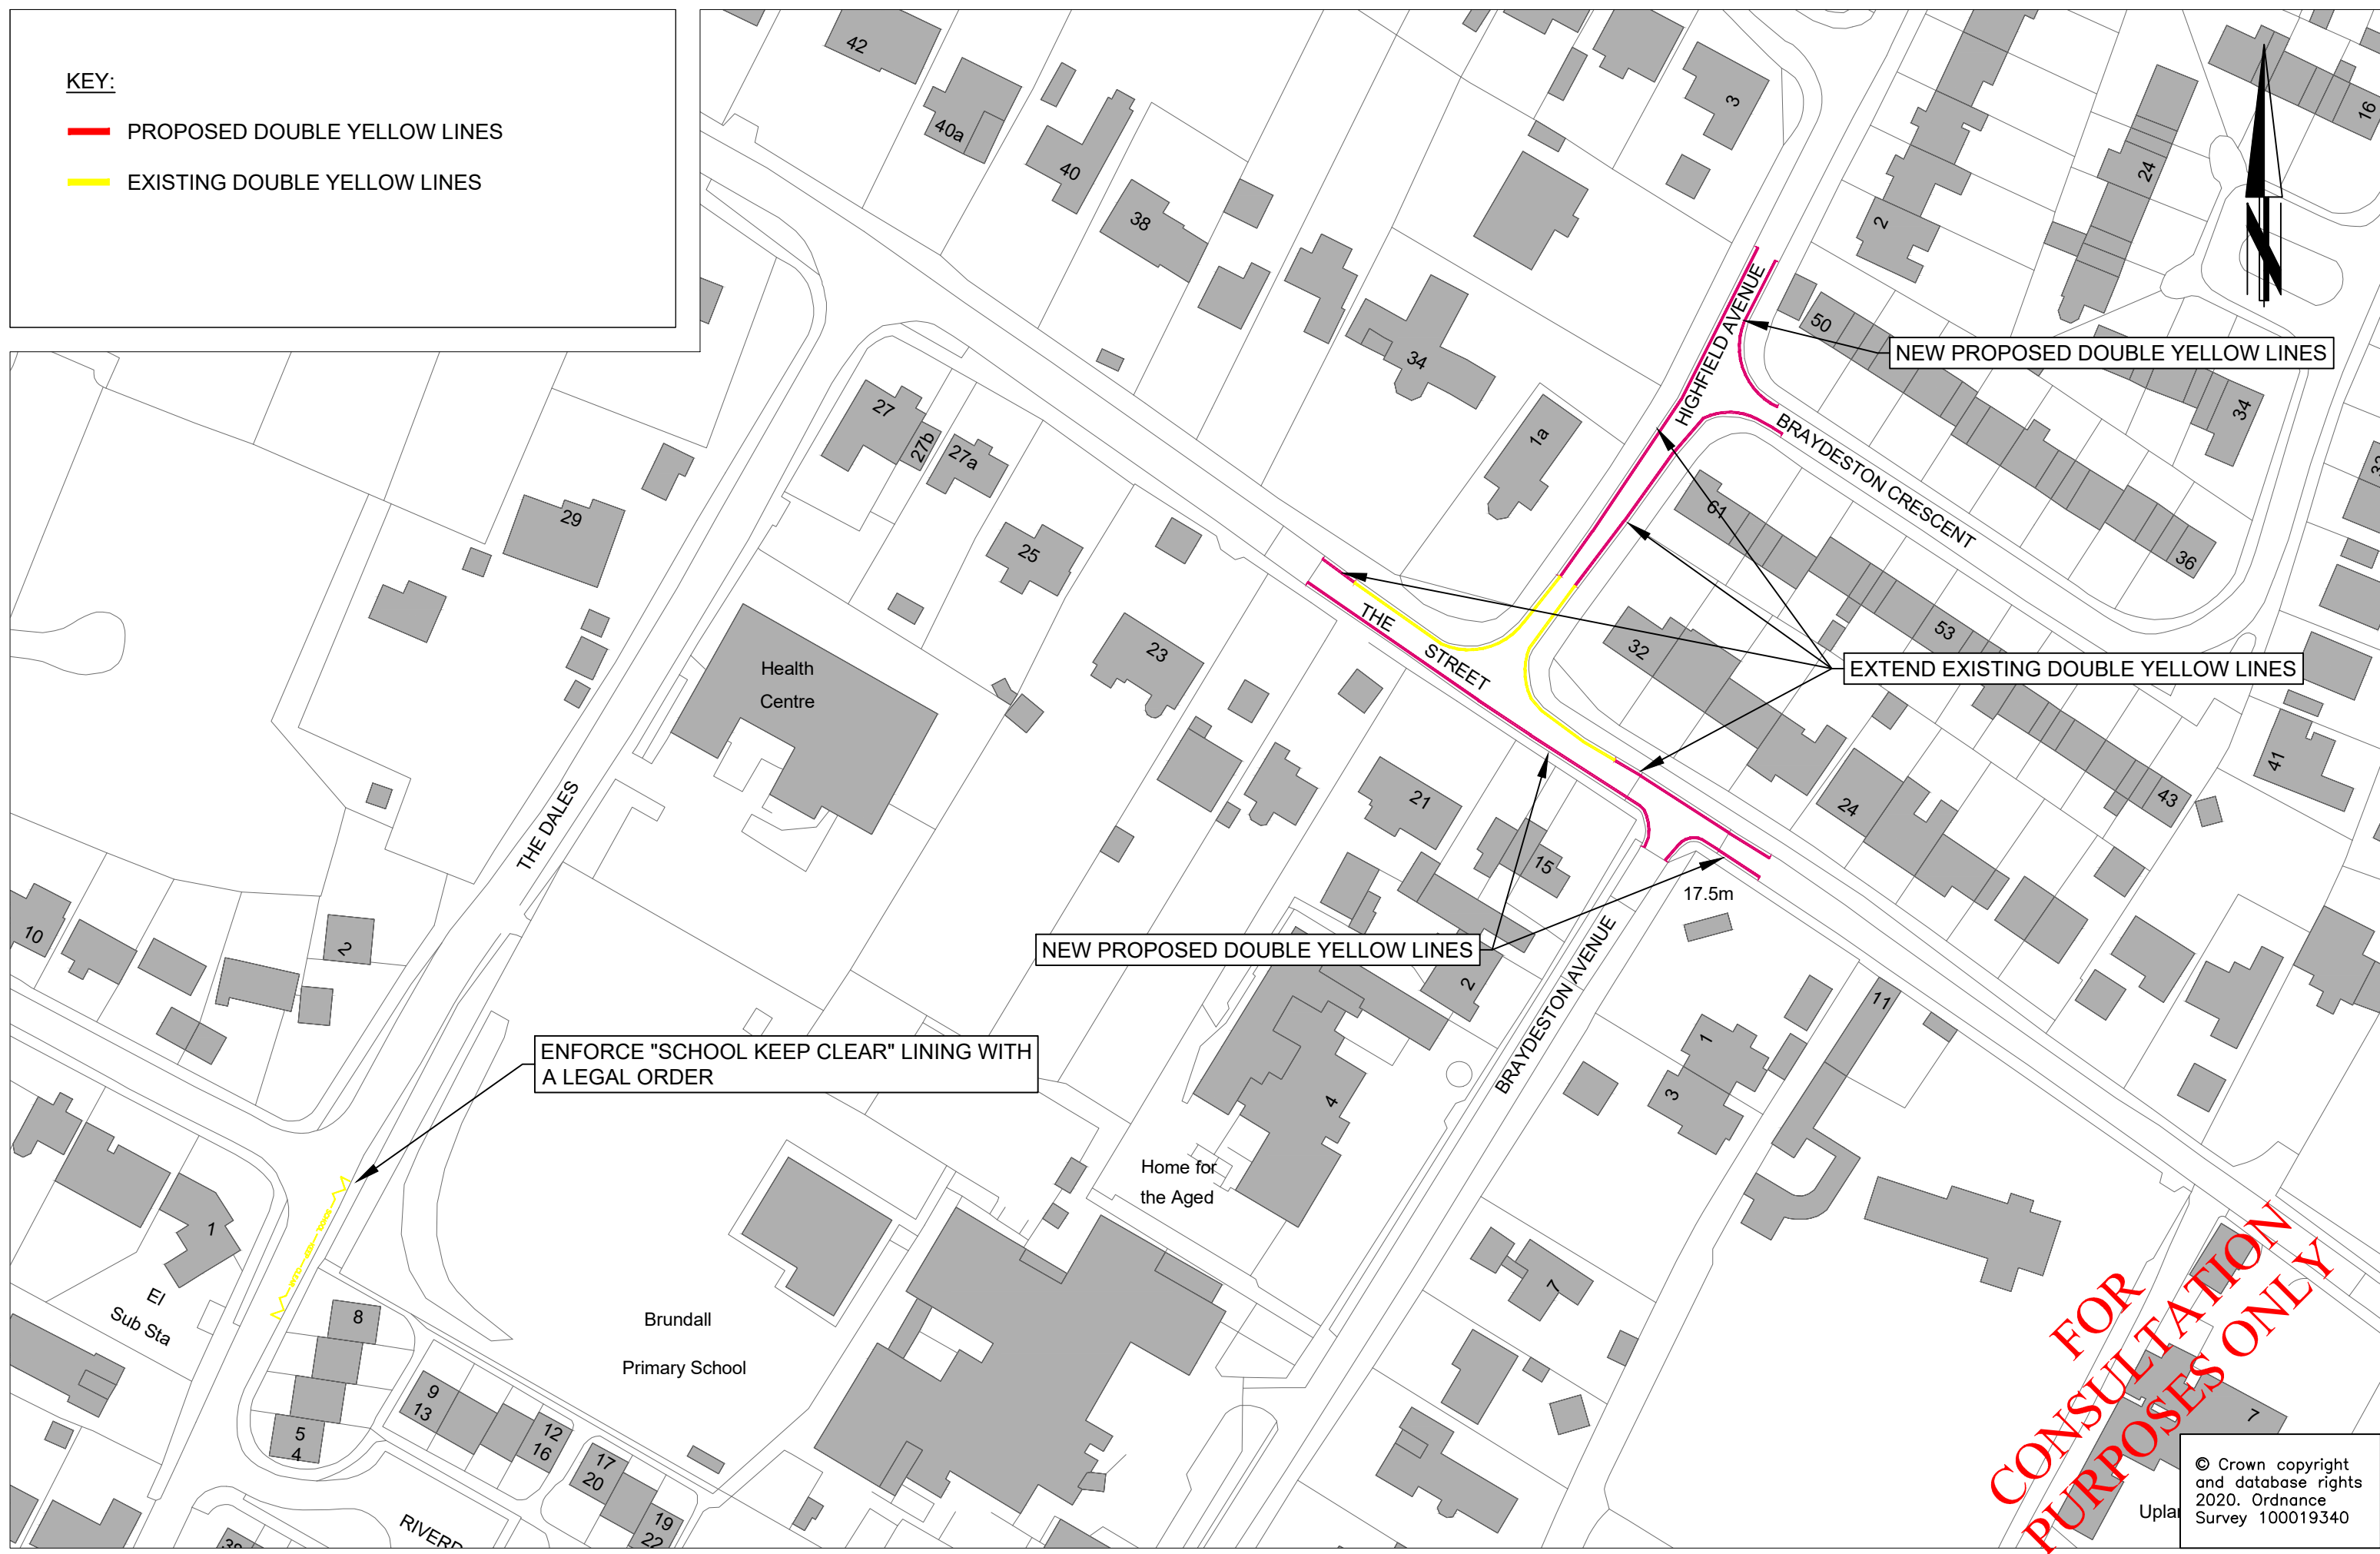 KEY:
PROPOSED DOUBLE YELLOW LINES
EXISTING DOUBLE YELLOW LINES
42
40a
40
38
34
3
2
24
16
50
34
36
1a
HIGHFIELD AVENUE
NEW PROPOSED DOUBLE YELLOW LINES
BRAYDESTON CRESCENT
61
53
43
41
32
24
27
27b
27a
25
29
23
21
15
THE
STREET
EXTEND EXISTING DOUBLE YELLOW LINES
Health
Centre
THE DALES
10
2
17.5m
NEW PROPOSED DOUBLE YELLOW LINES
2
BRAYDESTON AVENUE
11
1
3
4
ENFORCE "SCHOOL KEEP CLEAR" LINING WITH
A LEGAL ORDER
Home for
the Aged
7
1
El
Sub Sta
8
5
4
9
13
12
16
17
20
19
22
Brundall
Primary School
7
N
FOR
CONSULTATION
PURPOSES ONLY
© Crown copyright
and database rights
2020. Ordnance
Survey 100019340